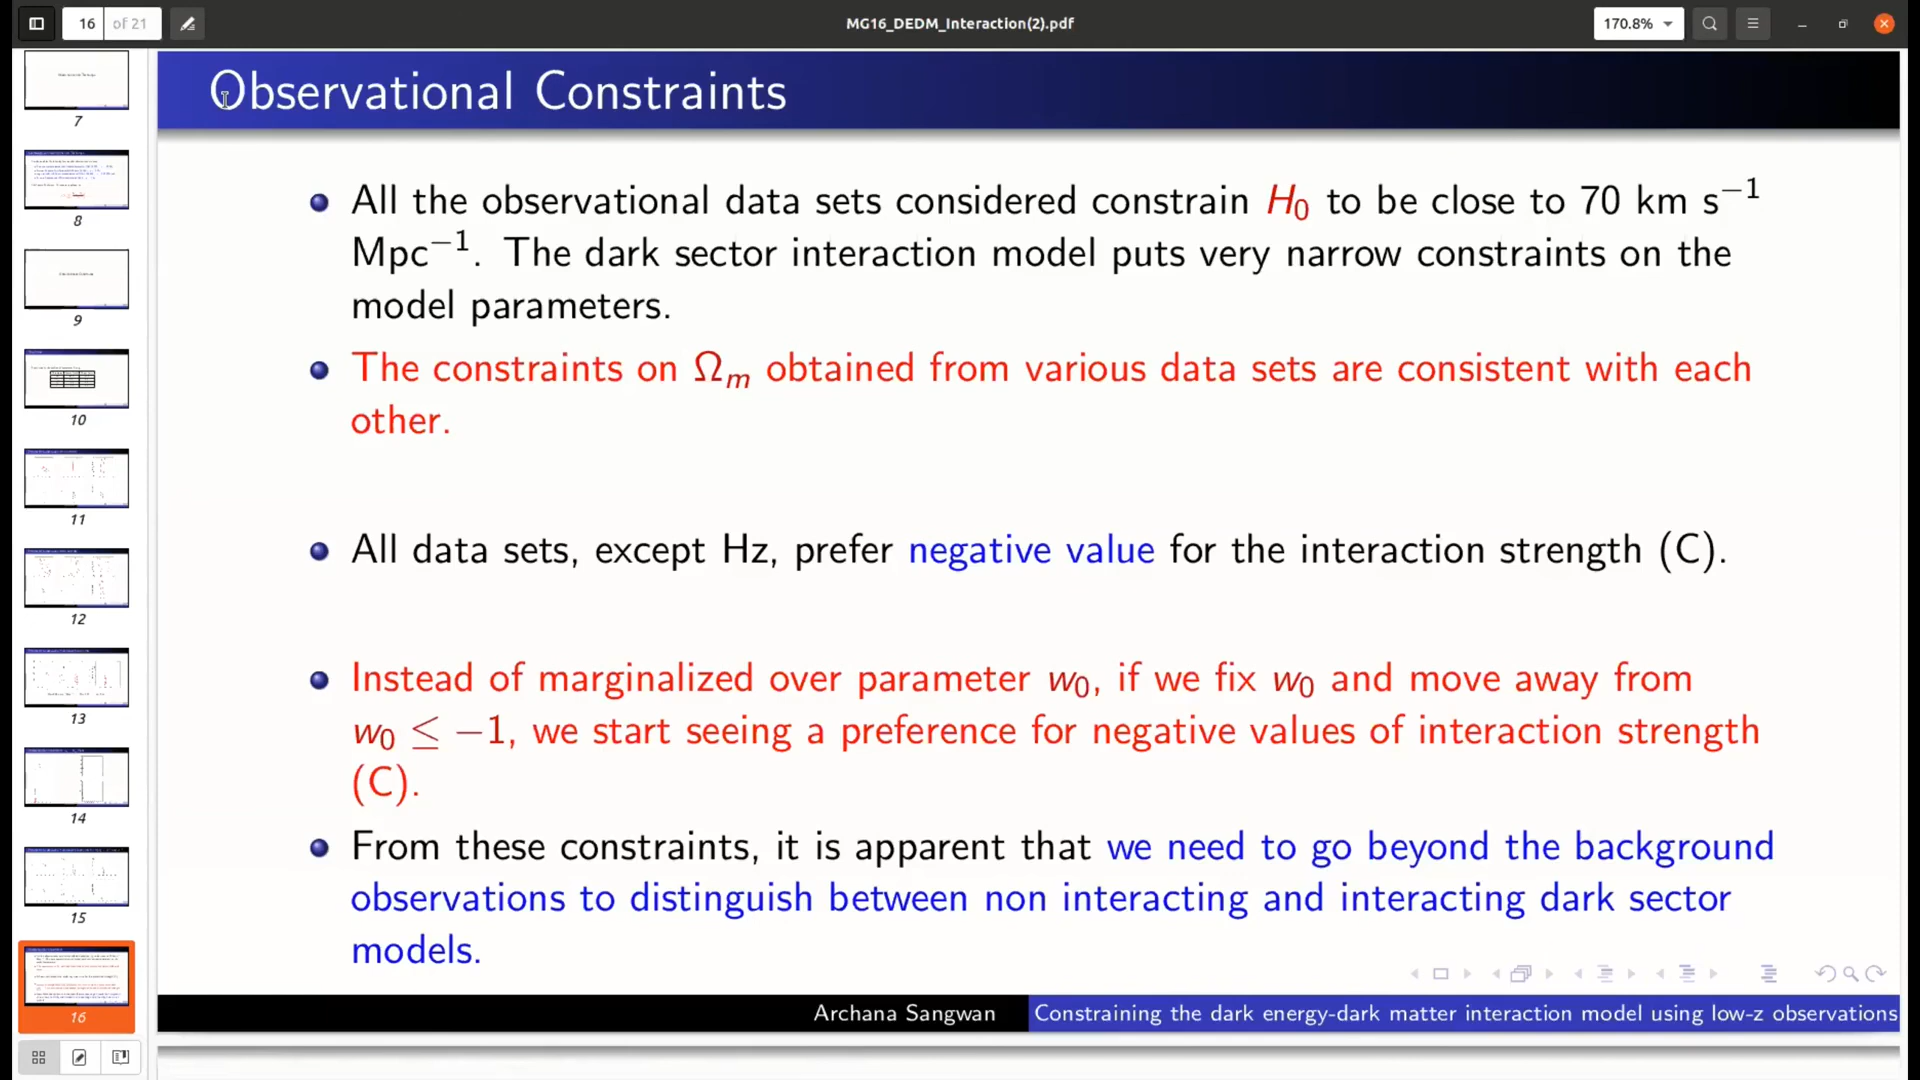 16 of 21
MG16_DEDM_Interaction(2).pdf
170.8%
Observational Constraints
All the observational data sets considered constrain H₀ to be close to 70 km s⁻¹
Mpc⁻¹. The dark sector interaction model puts very narrow constraints on the
model parameters.
The constraints on Ωₘ obtained from various data sets are consistent with each
other.
All data sets, except Hz, prefer negative value for the interaction strength (C).
Instead of marginalized over parameter w₀, if we fix w₀ and move away from
w₀ ≤ −1, we start seeing a preference for negative values of interaction strength
(C).
From these constraints, it is apparent that we need to go beyond the background
observations to distinguish between non interacting and interacting dark sector
models.
Archana Sangwan
Constraining the dark energy-dark matter interaction model using low-z observations
7
8
9
10
11
12
13
14
15
16